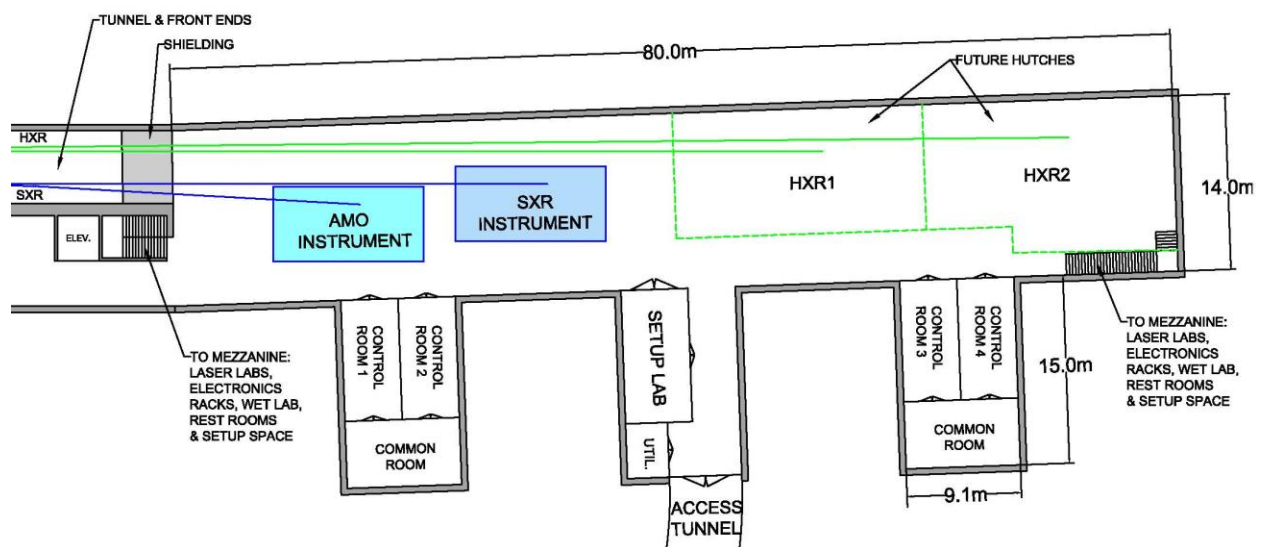 TUNNEL & FRONT ENDS
SHIELDING
80.0m
FUTURE HUTCHES
HXR
SXR
ELEV.
AMO
INSTRUMENT
SXR
INSTRUMENT
HXR1
HXR2
14.0m
TO MEZZANINE:
LASER LABS,
ELECTRONICS
RACKS, WET LAB,
REST ROOMS
& SETUP SPACE
CONTROL
ROOM 1
CONTROL
ROOM 2
COMMON
ROOM
SETUP LAB
UTIL.
ACCESS
TUNNEL
CONTROL
ROOM 3
CONTROL
ROOM 4
COMMON
ROOM
15.0m
9.1m
TO MEZZANINE:
LASER LABS,
ELECTRONICS
RACKS, WET LAB,
REST ROOMS
& SETUP SPACE